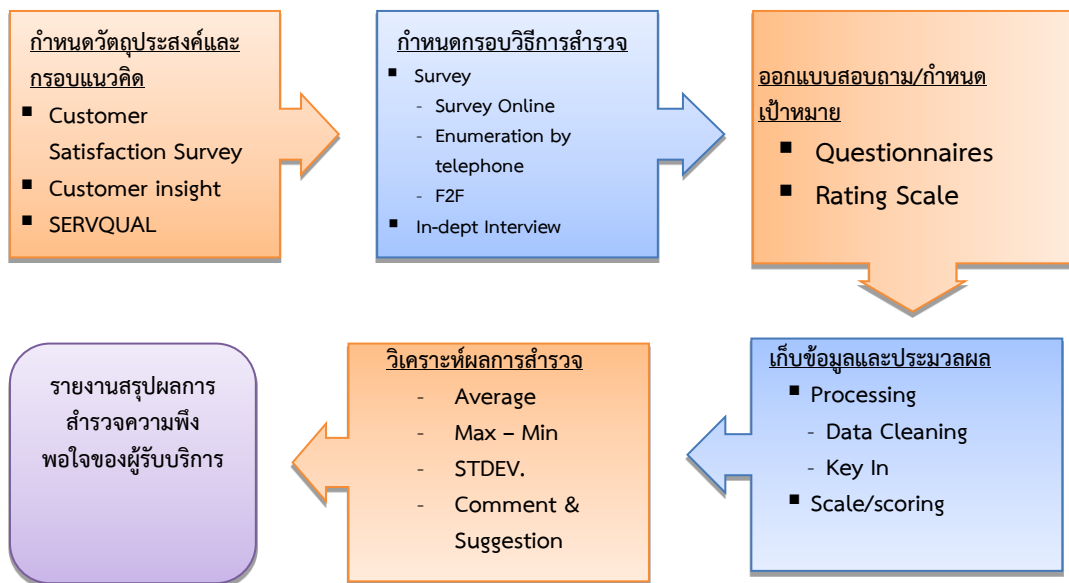 กำหนดวัตถุประสงค์และ
กรอบแนวคิด
▪ Customer
Satisfaction Survey
▪ Customer insight
▪ SERVQUAL
กำหนดกรอบวิธีการสำรวจ
▪ Survey
- Survey Online
- Enumeration by
telephone
- F2F
▪ In-dept Interview
ออกแบบสอบถาม/กำหนด
เป้าหมาย
▪ Questionnaires
▪ Rating Scale
เก็บข้อมูลและประมวลผล
▪ Processing
- Data Cleaning
- Key In
▪ Scale/scoring
วิเคราะห์ผลการสำรวจ
- Average
- Max – Min
- STDEV.
- Comment &
Suggestion
รายงานสรุปผลการ
สำรวจความพึง
พอใจของผู้รับบริการ